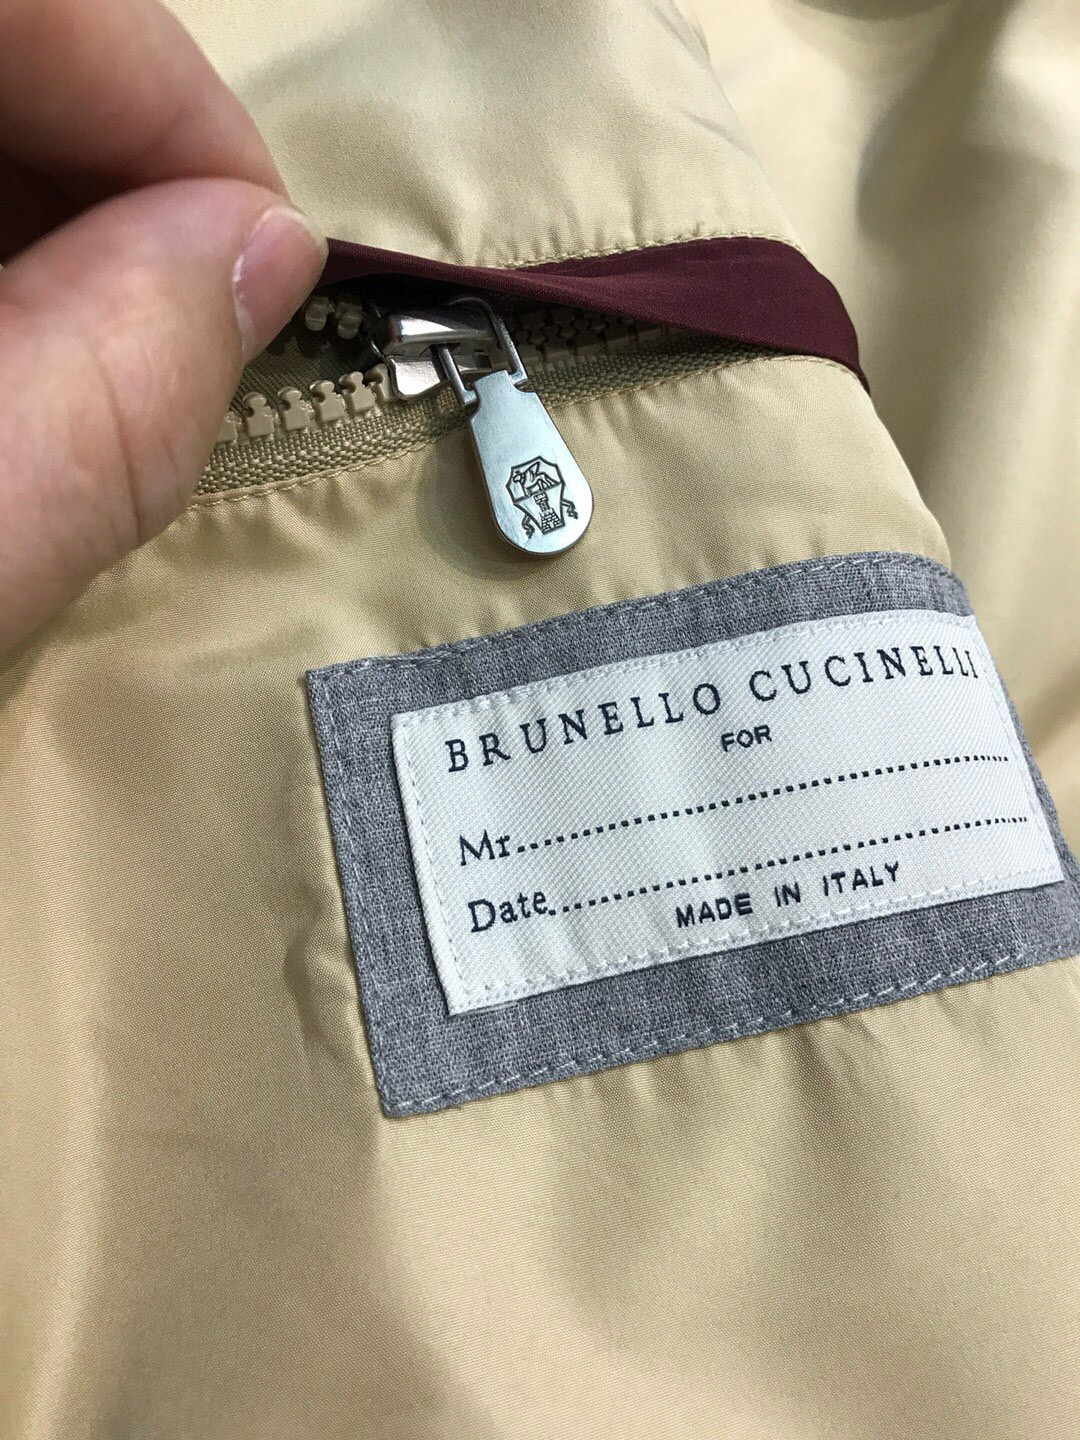 BRUNELLO CUCINELLI
FOR
Mr..............................................
Date..............................................
MADE IN ITALY